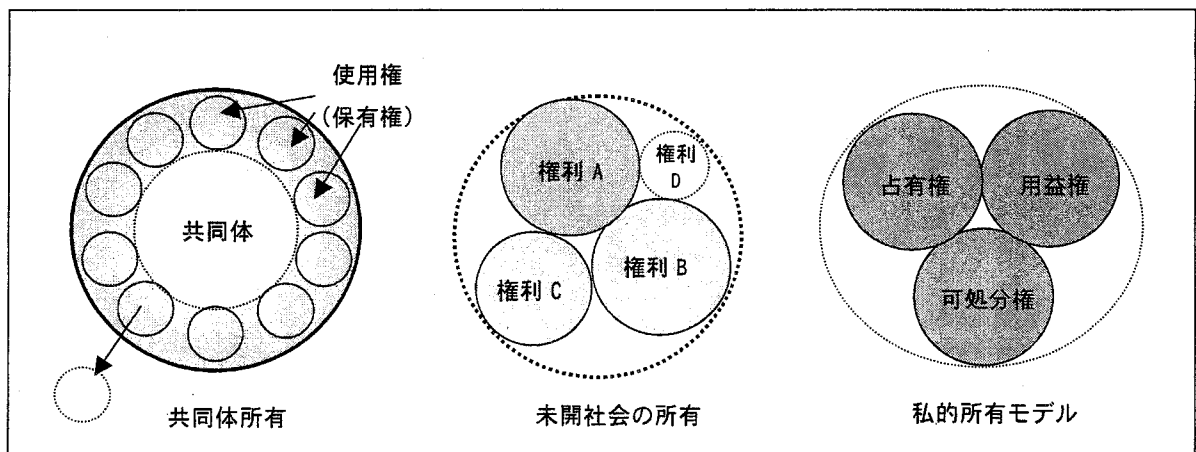 使用権
(保有権)
共同体
共同体所有
権利 A
権利
D
権利 B
権利 C
未開社会の所有
占有権
用益権
可処分権
私的所有モデル